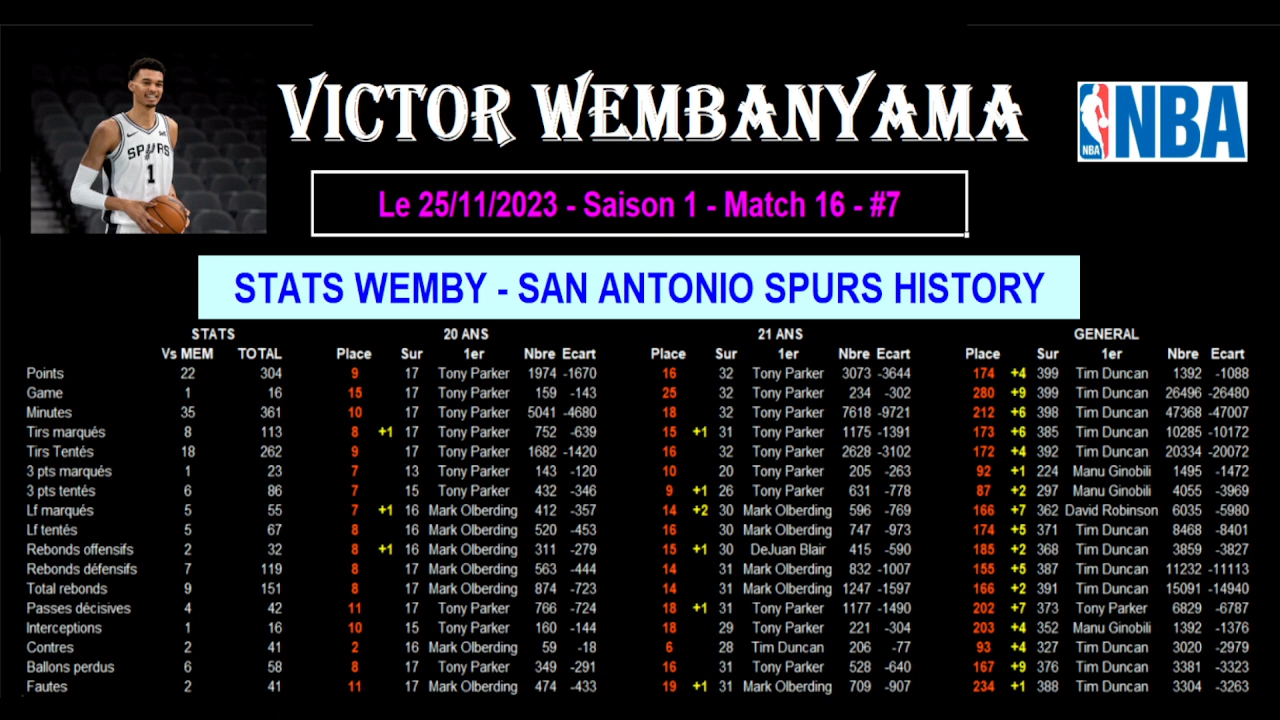 VICTOR WEMBANYAMA
SPURS
1
NBA
NBA
Le 25/11/2023 - Saison 1 - Match 16 - #7
STATS WEMBY - SAN ANTONIO SPURS HISTORY
STATS 20 ANS 21 ANS GENERAL
Vs MEM TOTAL Place Sur 1er Nbre Ecart Place Sur 1er Nbre Ecart Place Sur 1er Nbre Ecart
Points 22 304 9 17 Tony Parker 1974 -1670 16 32 Tony Parker 3073 -3644 174 +4 399 Tim Duncan 1392 -1088
Game 1 16 15 17 Tony Parker 159 -143 25 32 Tony Parker 234 -302 280 +9 399 Tim Duncan 26496 -26480
Minutes 35 361 10 17 Tony Parker 5041 -4680 18 32 Tony Parker 7618 -9721 212 +6 398 Tim Duncan 47368 -47007
Tirs marqués 8 113 8 +1 17 Tony Parker 752 -639 15 +1 31 Tony Parker 1175 -1391 173 +6 385 Tim Duncan 10285 -10172
Tirs Tentés 18 262 9 17 Tony Parker 1682 -1420 16 32 Tony Parker 2628 -3102 172 +4 392 Tim Duncan 20334 -20072
3 pts marqués 1 23 7 13 Tony Parker 143 -120 10 20 Tony Parker 205 -263 92 +1 224 Manu Ginobili 1495 -1472
3 pts tentés 6 86 7 15 Tony Parker 432 -346 9 +1 26 Tony Parker 631 -778 87 +2 297 Manu Ginobili 4055 -3969
Lf marqués 5 55 7 +1 16 Mark Olberding 412 -357 14 +2 30 Mark Olberding 596 -769 166 +7 362 David Robinson 6035 -5980
Lf tentés 5 67 8 16 Mark Olberding 520 -453 16 30 Mark Olberding 747 -973 174 +5 371 Tim Duncan 8468 -8401
Rebonds offensifs 2 32 8 +1 16 Mark Olberding 311 -279 15 +1 30 DeJuan Blair 415 -590 185 +2 368 Tim Duncan 3859 -3827
Rebonds défensifs 7 119 8 17 Mark Olberding 563 -444 14 31 Mark Olberding 832 -1007 155 +5 387 Tim Duncan 11232 -11113
Total rebonds 9 151 8 17 Mark Olberding 874 -723 14 31 Mark Olberding 1247 -1597 166 +2 391 Tim Duncan 15091 -14940
Passes décisives 4 42 11 17 Tony Parker 766 -724 18 +1 31 Tony Parker 1177 -1490 202 +7 373 Tony Parker 6829 -6787
Interceptions 1 16 10 15 Tony Parker 160 -144 18 29 Tony Parker 221 -304 203 +4 352 Manu Ginobili 1392 -1376
Contres 2 41 2 16 Mark Olberding 59 -18 6 28 Tim Duncan 206 -77 93 +4 327 Tim Duncan 3020 -2979
Ballons perdus 6 58 8 17 Tony Parker 349 -291 16 31 Tony Parker 528 -640 167 +9 376 Tim Duncan 3381 -3323
Fautes 2 41 11 17 Mark Olberding 474 -433 19 +1 31 Mark Olberding 709 -907 234 +1 388 Tim Duncan 3304 -3263